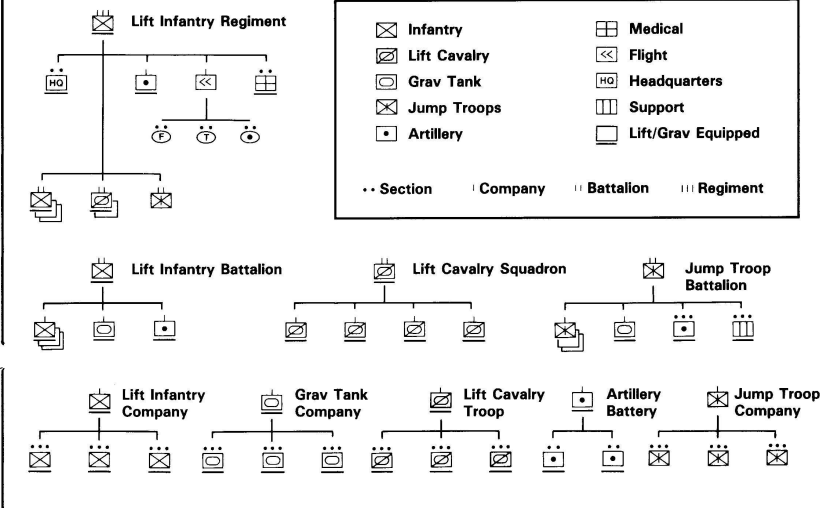 Lift Infantry Regiment
HQ
F T
Infantry
Lift Cavalry
Grav Tank
Jump Troops
Artillery
Medical
Flight
HQ Headquarters
Support
Lift/Grav Equipped
Section Company Battalion Regiment
Lift Infantry Battalion
Lift Cavalry Squadron
Jump Troop
Battalion
Lift Infantry
Company
Grav Tank
Company
Lift Cavalry
Troop
Artillery
Battery
Jump Troop
Company